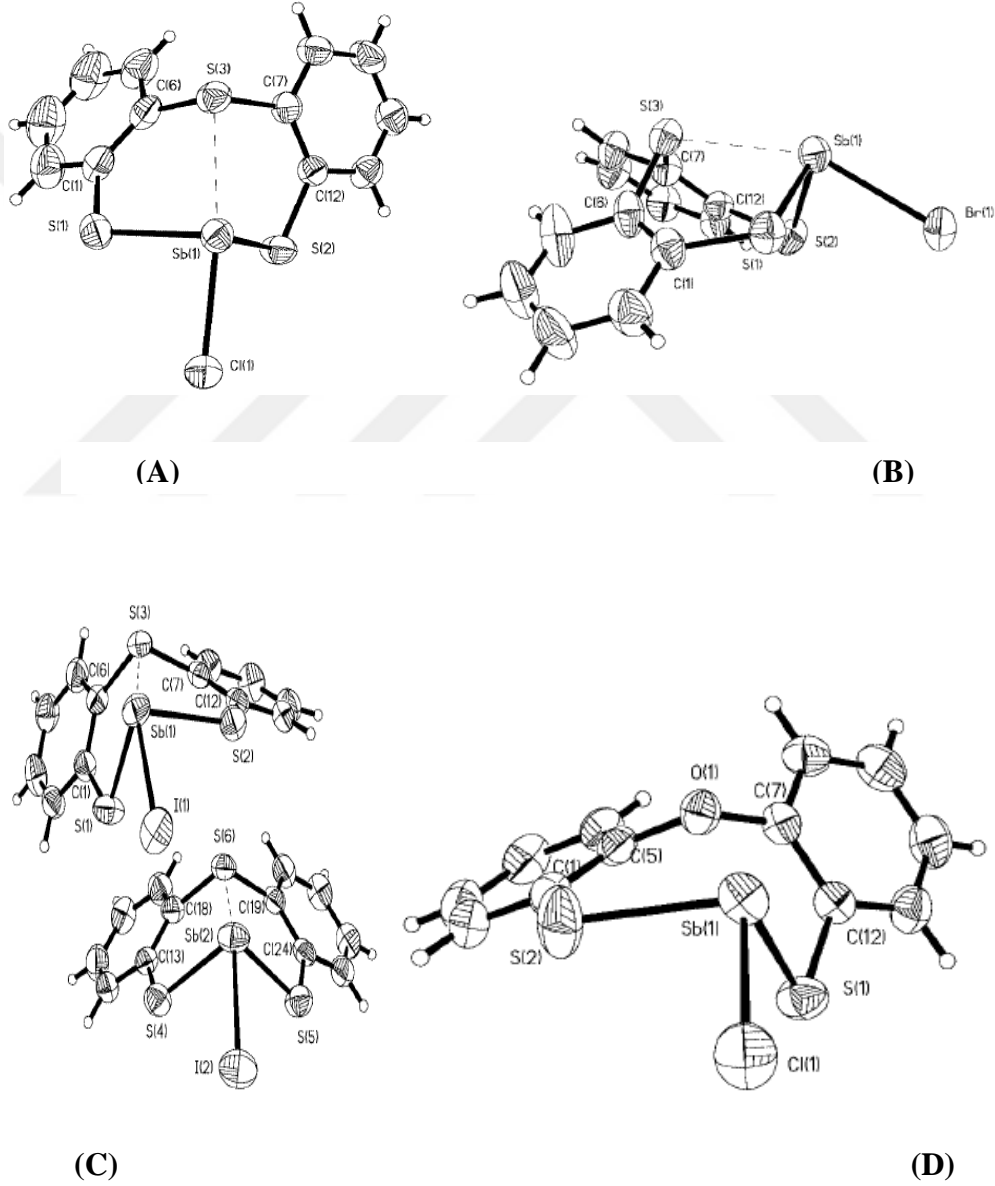 S(3)
C(6)
C(7)
C(1)
C(12)
S(1)
Sb(1)
S(2)
Cl(1)
(A)
S(3)
Sb(1)
C(7)
C(6)
C(12)
Br(1)
S(2)
S(1)
C(1)
(B)
S(3)
C(6)
C(7)
C(12)
Sb(1)
S(2)
C(1)
I(1)
S(1)
S(6)
C(18)
C(19)
Sb(2)
C(13)
C(24)
S(4)
S(5)
I(2)
(C)
O(1)
C(7)
C(1)
C(5)
Sb(1)
C(12)
S(2)
S(1)
Cl(1)
(D)